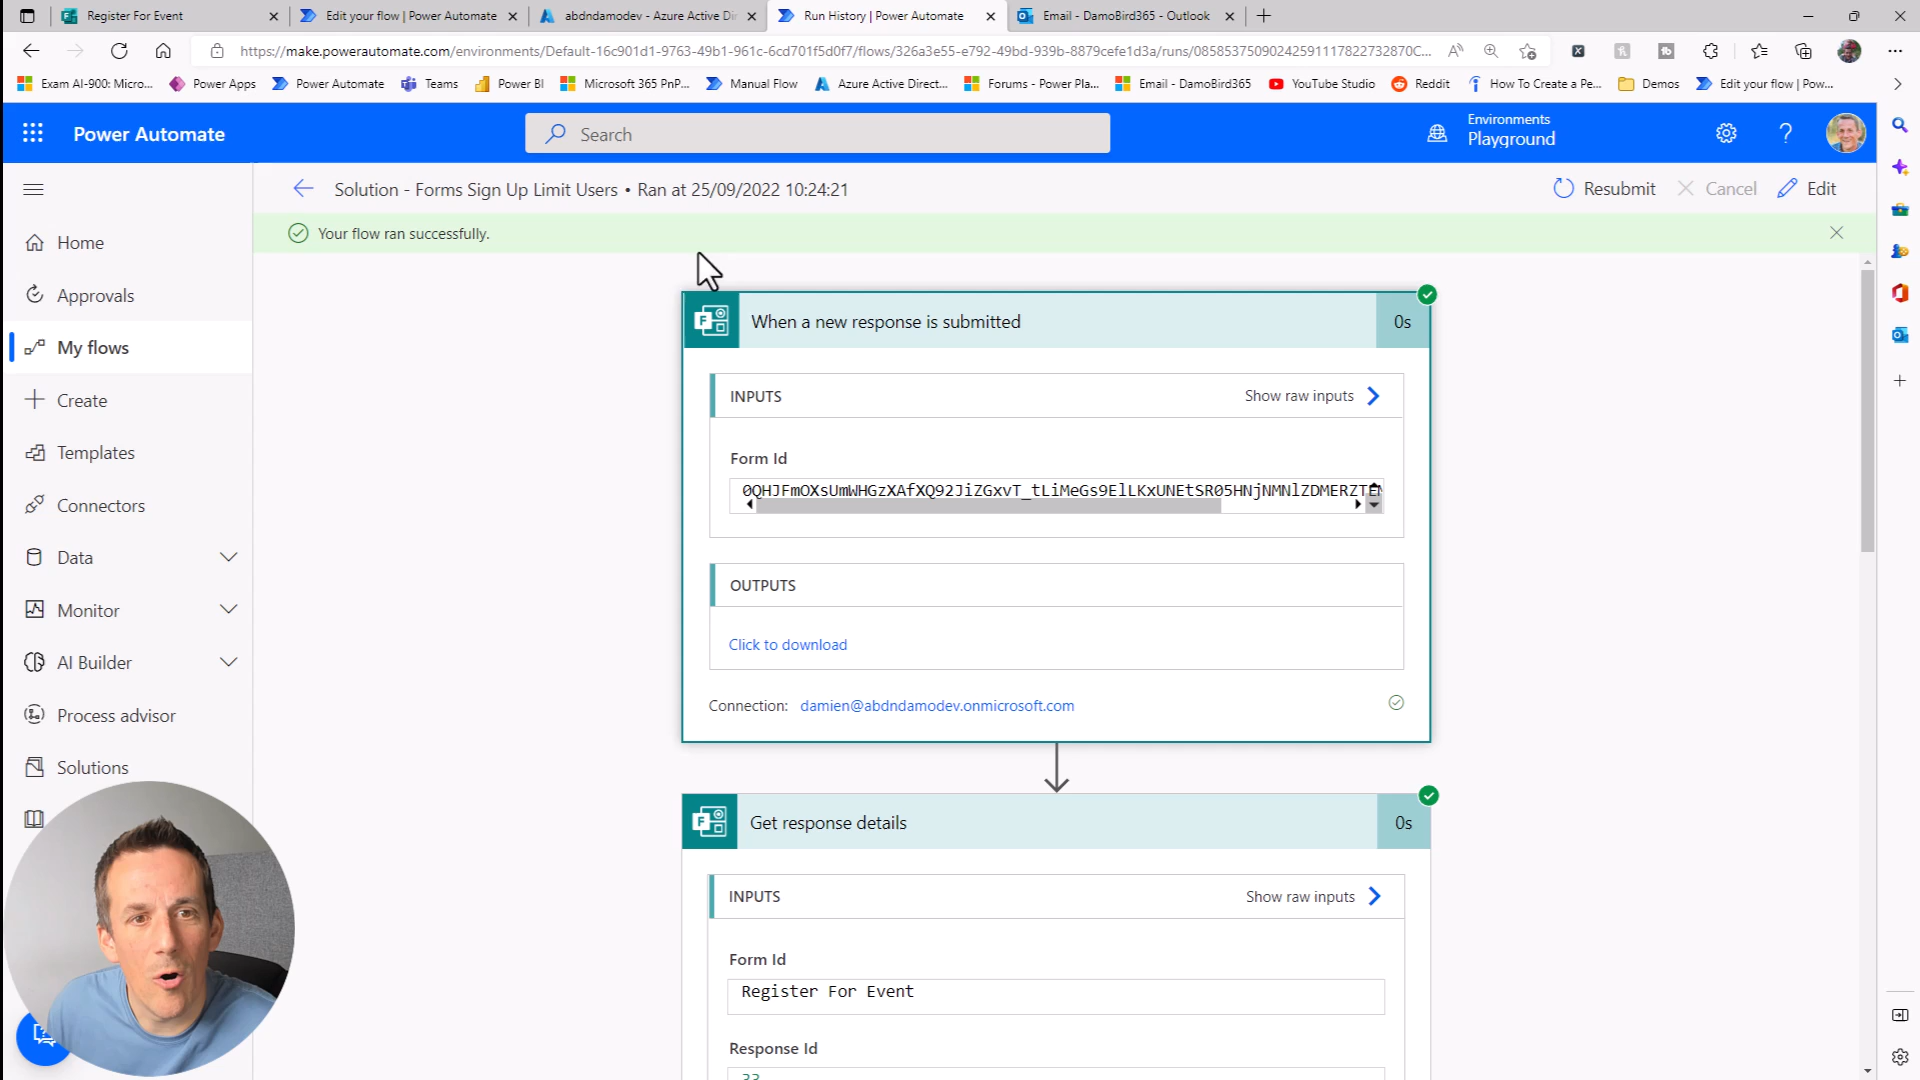 Register For Event
Edit your flow | Power Automate
abdndamodev - Azure Active Dir
Run History | Power Automate
Email - DamoBird365 - Outlook
https://make.powerautomate.com/environments/Default-16c901d1-9763-49b1-961c-6cd701f5d0f7/flows/326a3e55-e792-49bd-939b-8879cefe1d3a/runs/08585375090242591117822732870C...
Exam AI-900: Micro...
Power Apps
Power Automate
Teams
Power BI
Microsoft 365 PnP...
Manual Flow
Azure Active Direct...
Forums - Power Pla...
Email - DamoBird365
YouTube Studio
Reddit
How To Create a Pe...
Demos
Edit your flow | Pow...
Power Automate
Search
Environments
Playground
Solution - Forms Sign Up Limit Users • Ran at 25/09/2022 10:24:21
Resubmit
Cancel
Edit
Your flow ran successfully.
Home
Approvals
My flows
Create
Templates
Connectors
Data
Monitor
AI Builder
Process advisor
Solutions
When a new response is submitted
0s
INPUTS
Show raw inputs
Form Id
0QHJFmOXsUmWHGzXAfXQ92JiZGxvT_tLiMeGs9ElLKxUNEtSR05HNjNMNlZDMERZTEN
OUTPUTS
Click to download
Connection: damien@abdndamodev.onmicrosoft.com
Get response details
0s
INPUTS
Show raw inputs
Form Id
Register For Event
Response Id
33